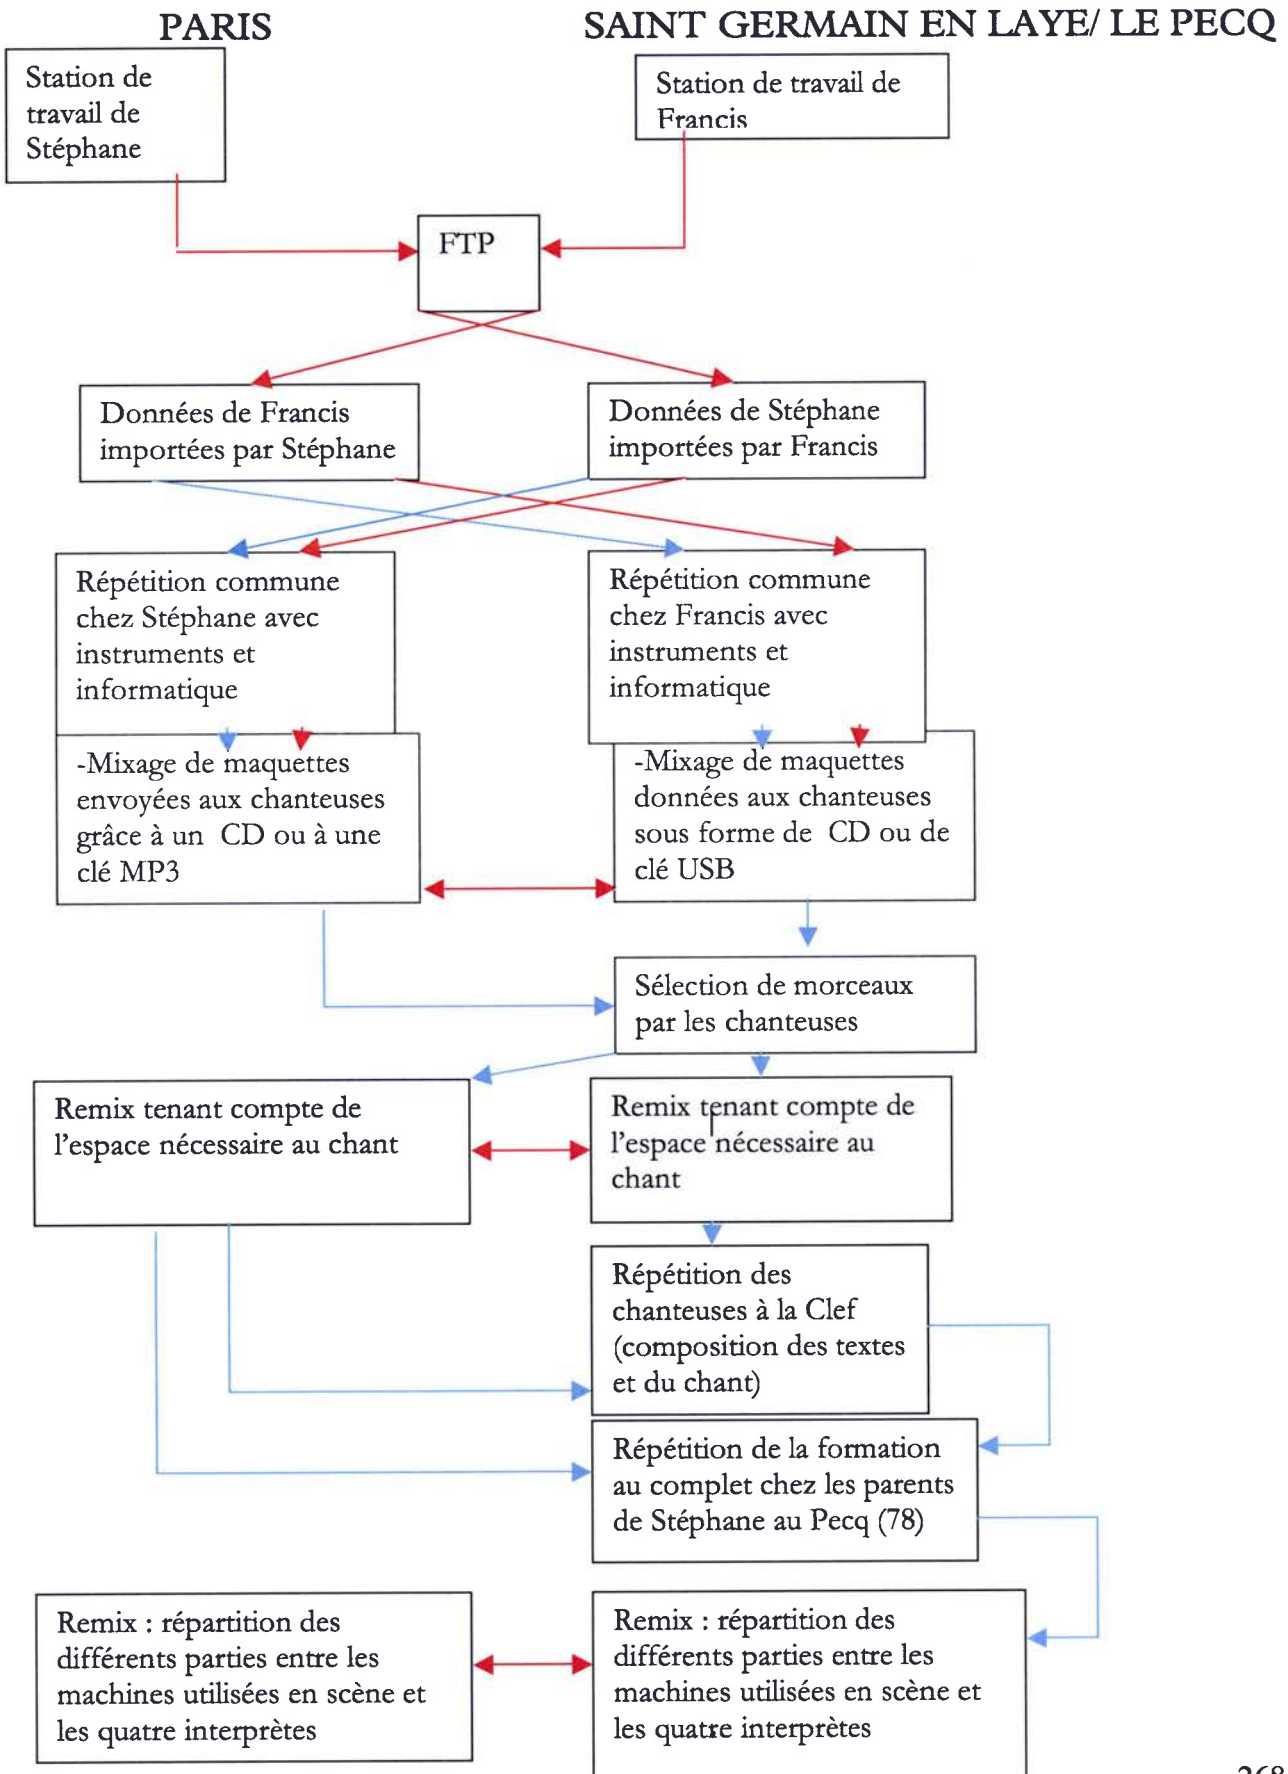 PARIS
SAINT GERMAIN EN LAYE/ LE PECQ
Station de
travail de
Stéphane
Station de travail de
Francis
FTP
Données de Francis
importées par Stéphane
Données de Stéphane
importées par Francis
Répétition commune
chez Stéphane avec
instruments et
informatique
Répétition commune
chez Francis avec
instruments et
informatique
-Mixage de maquettes
envoyées aux chanteuses
grâce à un CD ou à une
clé MP3
-Mixage de maquettes
données aux chanteuses
sous forme de CD ou de
clé USB
Sélection de morceaux
par les chanteuses
Remix tenant compte de
l'espace nécessaire au chant
Remix tenant compte de
l'espace nécessaire au
chant
Répétition des
chanteuses à la Clef
(composition des textes
et du chant)
Répétition de la formation
au complet chez les parents
de Stéphane au Pecq (78)
Remix : répartition des
différents parties entre les
machines utilisées en scène et
les quatre interprètes
Remix : répartition des
différents parties entre les
machines utilisées en scène et
les quatre interprètes
268